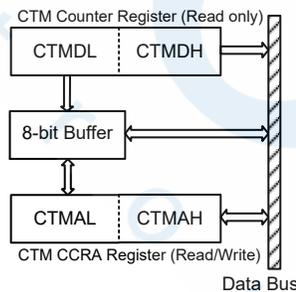 CTM Counter Register (Read only)
CTMDL CTMDH
8-bit Buffer
CTMAL CTMAH
CTM CCRA Register (Read/Write)
Data Bus